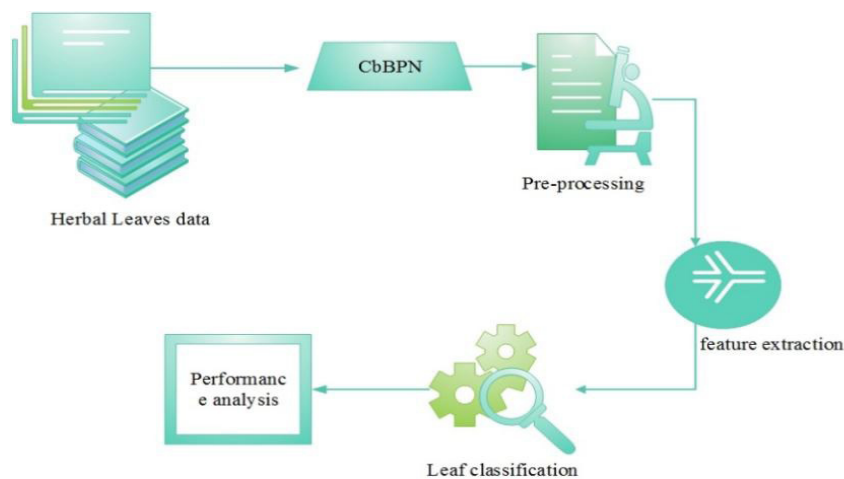 CbBPN
Pre-processing
Herbal Leaves data
feature extraction
Performanc
e analysis
Leaf classification